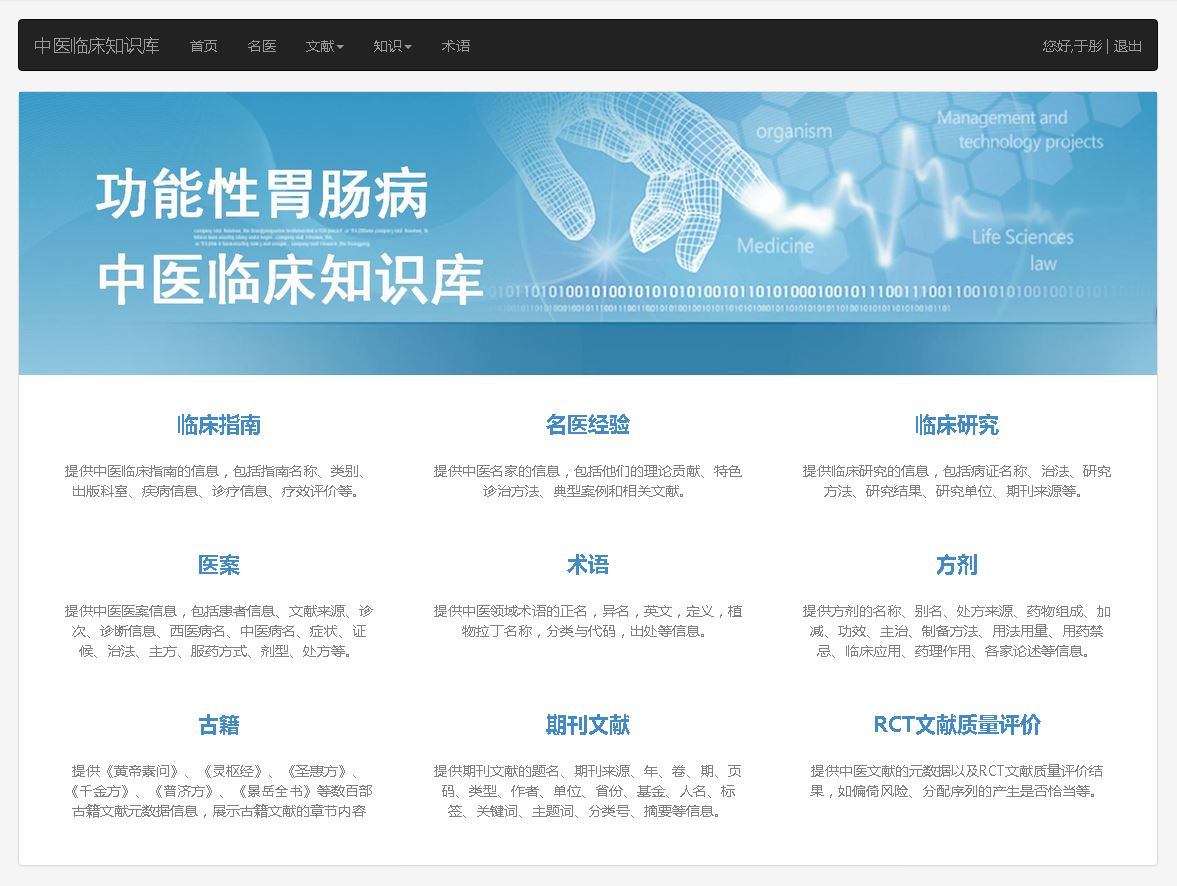 中医临床知识库 首页 名医 文献 知识 术语 您好,于彤 | 退出
organism
Management and
technology projects
功能性胃肠病
Medicine
Life Sciences
law
中医临床知识库
临床指南
提供中医临床指南的信息，包括指南名称、类别、
出版科室、疾病信息、诊疗信息、疗效评价等。
名医经验
提供中医名家的信息，包括他们的理论贡献、特色
诊治方法、典型案例和相关文献。
临床研究
提供临床研究的信息，包括病证名称、治法、研究
方法、研究结果、研究单位、期刊来源等。
医案
提供中医医案信息，包括患者信息、文献来源、诊
次、诊断信息、西医病名、中医病名、症状、证
候、治法、主方、服药方式、剂型、处方等。
术语
提供中医领域术语的正名，异名，英文，定义，植
物拉丁名称，分类与代码，出处等信息。
方剂
提供方剂的名称、别名、处方来源、药物组成、加
减、功效、主治、制备方法、用法用量、用药禁
忌、临床应用、药理作用、各家论述等信息。
古籍
提供《黄帝素问》、《灵枢经》、《圣惠方》、
《千金方》、《普济方》、《景岳全书》等数百部
古籍文献元数据信息，展示古籍文献的章节内容
期刊文献
提供期刊文献的题名、期刊来源、年、卷、期、页
码、类型、作者、单位、省份、基金、人名、标
签、关键词、主题词、分类号、摘要等信息。
RCT文献质量评价
提供中医文献的元数据以及RCT文献质量评价结
果，如偏倚风险、分配序列的产生是否恰当等。